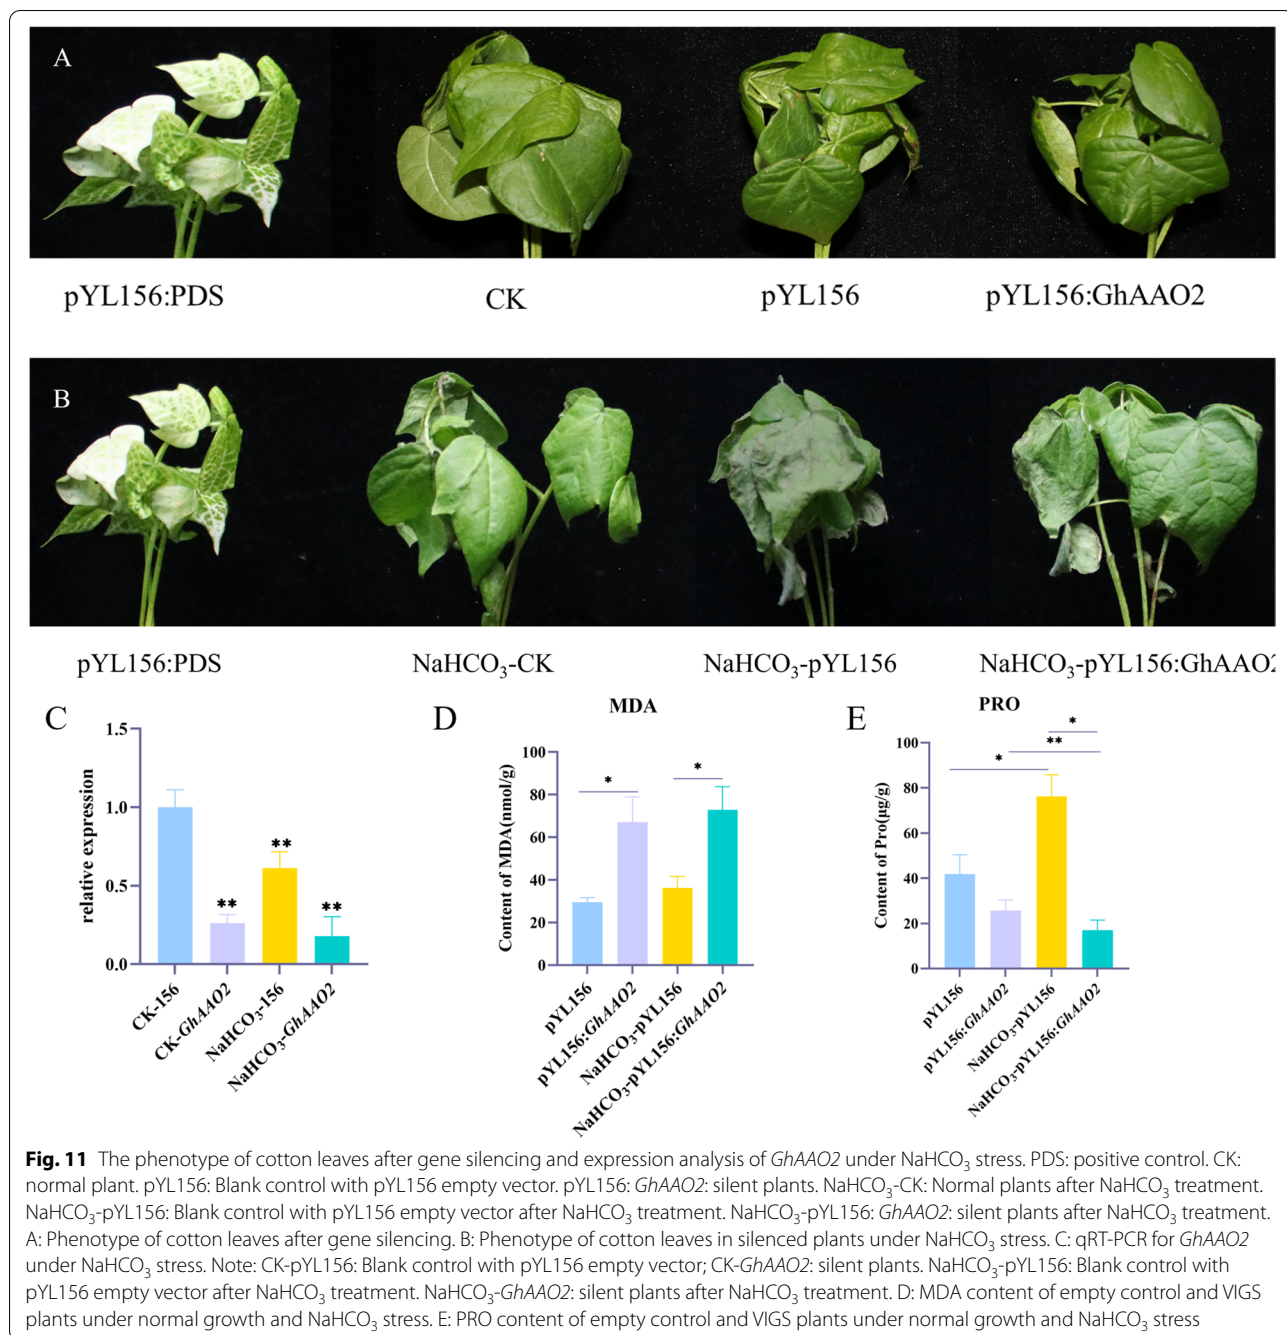 A
pYL156:PDS
CK
pYL156
pYL156:GhAAO2
B
pYL156:PDS
NaHCO₃-CK
NaHCO₃-pYL156
NaHCO₃-pYL156:GhAAO2
C
relative expression
1.5
1.0
0.5
0.0
**
**
**
CK-156
CK-GhAAO2
NaHCO₃-156
NaHCO₃-GhAAO2
D
MDA
Content of MDA(nmol/g)
100
80
60
40
20
0
*
*
pYL156
pYL156:GhAAO2
NaHCO₃-pYL156
NaHCO₃-pYL156:GhAAO2
E
PRO
Content of Pro(μg/g)
100
80
60
40
20
0
*
**
*
pYL156
pYL156:GhAAO2
NaHCO₃-pYL156
NaHCO₃-pYL156:GhAAO2
Fig. 11 The phenotype of cotton leaves after gene silencing and expression analysis of GhAAO2 under NaHCO₃ stress. PDS: positive control. CK:
normal plant. pYL156: Blank control with pYL156 empty vector. pYL156: GhAAO2: silent plants. NaHCO₃-CK: Normal plants after NaHCO₃ treatment.
NaHCO₃-pYL156: Blank control with pYL156 empty vector after NaHCO₃ treatment. NaHCO₃-pYL156: GhAAO2: silent plants after NaHCO₃ treatment.
A: Phenotype of cotton leaves after gene silencing. B: Phenotype of cotton leaves in silenced plants under NaHCO₃ stress. C: qRT-PCR for GhAAO2
under NaHCO₃ stress. Note: CK-pYL156: Blank control with pYL156 empty vector; CK-GhAAO2: silent plants. NaHCO₃-pYL156: Blank control with
pYL156 empty vector after NaHCO₃ treatment. NaHCO₃-GhAAO2: silent plants after NaHCO₃ treatment. D: MDA content of empty control and VIGS
plants under normal growth and NaHCO₃ stress. E: PRO content of empty control and VIGS plants under normal growth and NaHCO₃ stress